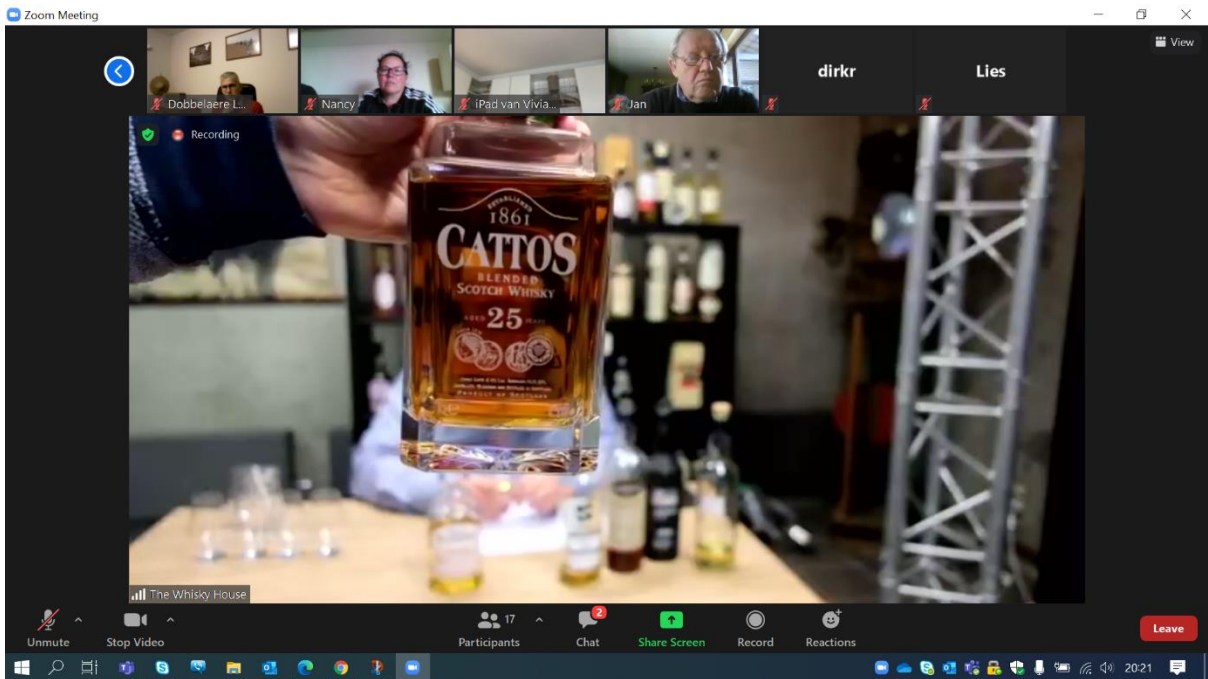 Zoom Meeting
View
Dobbelaere L...
Nancy
iPad van Vivia...
Jan
dirkr
Lies
Recording
ESTABLISHED
1861
CATTO'S
BLENDED
SCOTCH WHISKY
AGED 25 YEARS
PRODUCT OF SCOTLAND
The Whisky House
Unmute
Stop Video
17
Participants
2
Chat
Share Screen
Record
Reactions
Leave
20:21